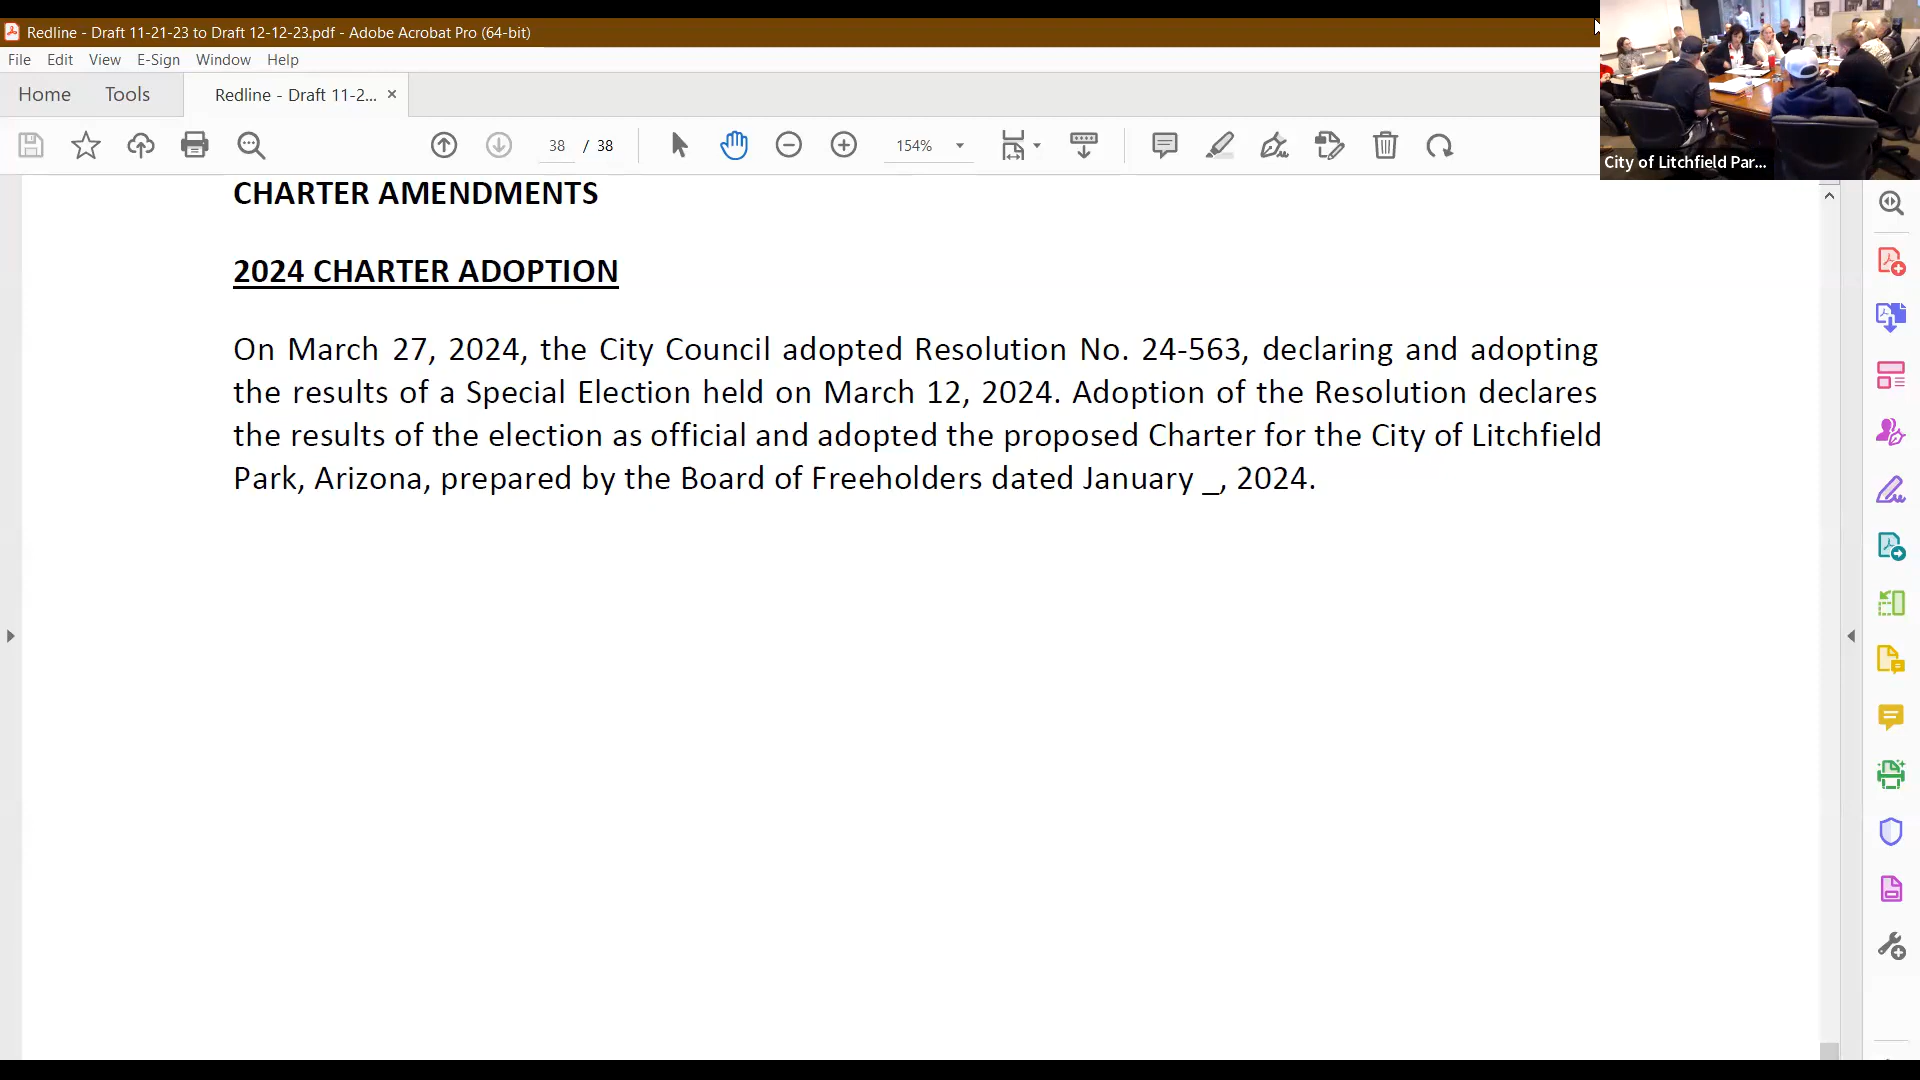 Redline - Draft 11-21-23 to Draft 12-12-23.pdf - Adobe Acrobat Pro (64-bit)
File Edit View E-Sign Window Help
Home Tools Redline - Draft 11-2... ×
38 / 38 154%
City of Litchfield Par...
CHARTER AMENDMENTS
2024 CHARTER ADOPTION
On March 27, 2024, the City Council adopted Resolution No. 24-563, declaring and adopting
the results of a Special Election held on March 12, 2024. Adoption of the Resolution declares
the results of the election as official and adopted the proposed Charter for the City of Litchfield
Park, Arizona, prepared by the Board of Freeholders dated January _, 2024.